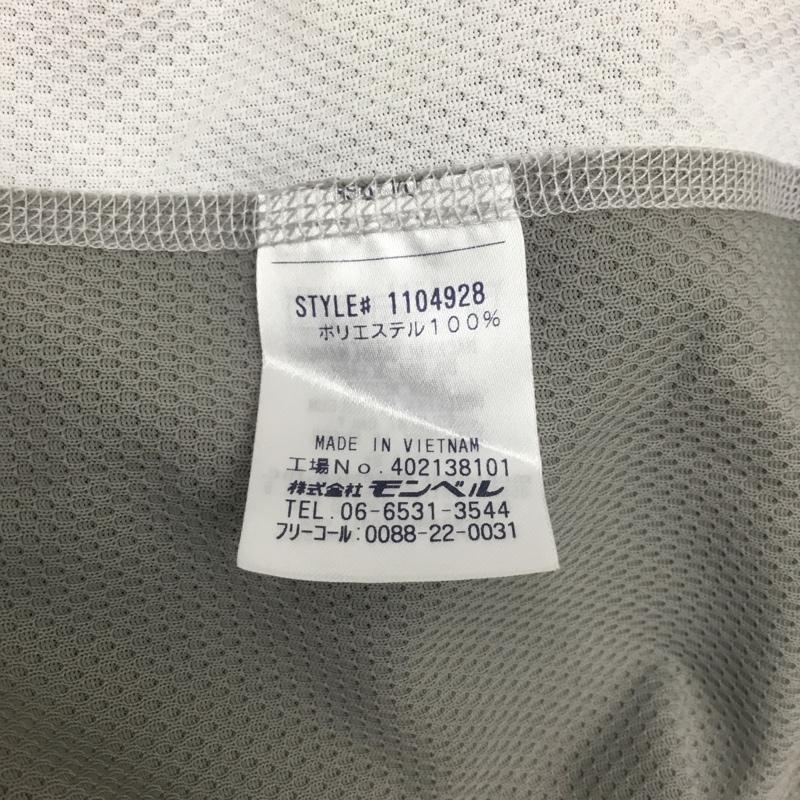 STYLE# 1104928
ポリエステル100%
MADE IN VIETNAM
工場No.402138101
株式会社 モンベル
TEL.06-6531-3544
フリーコール:0088-22-0031